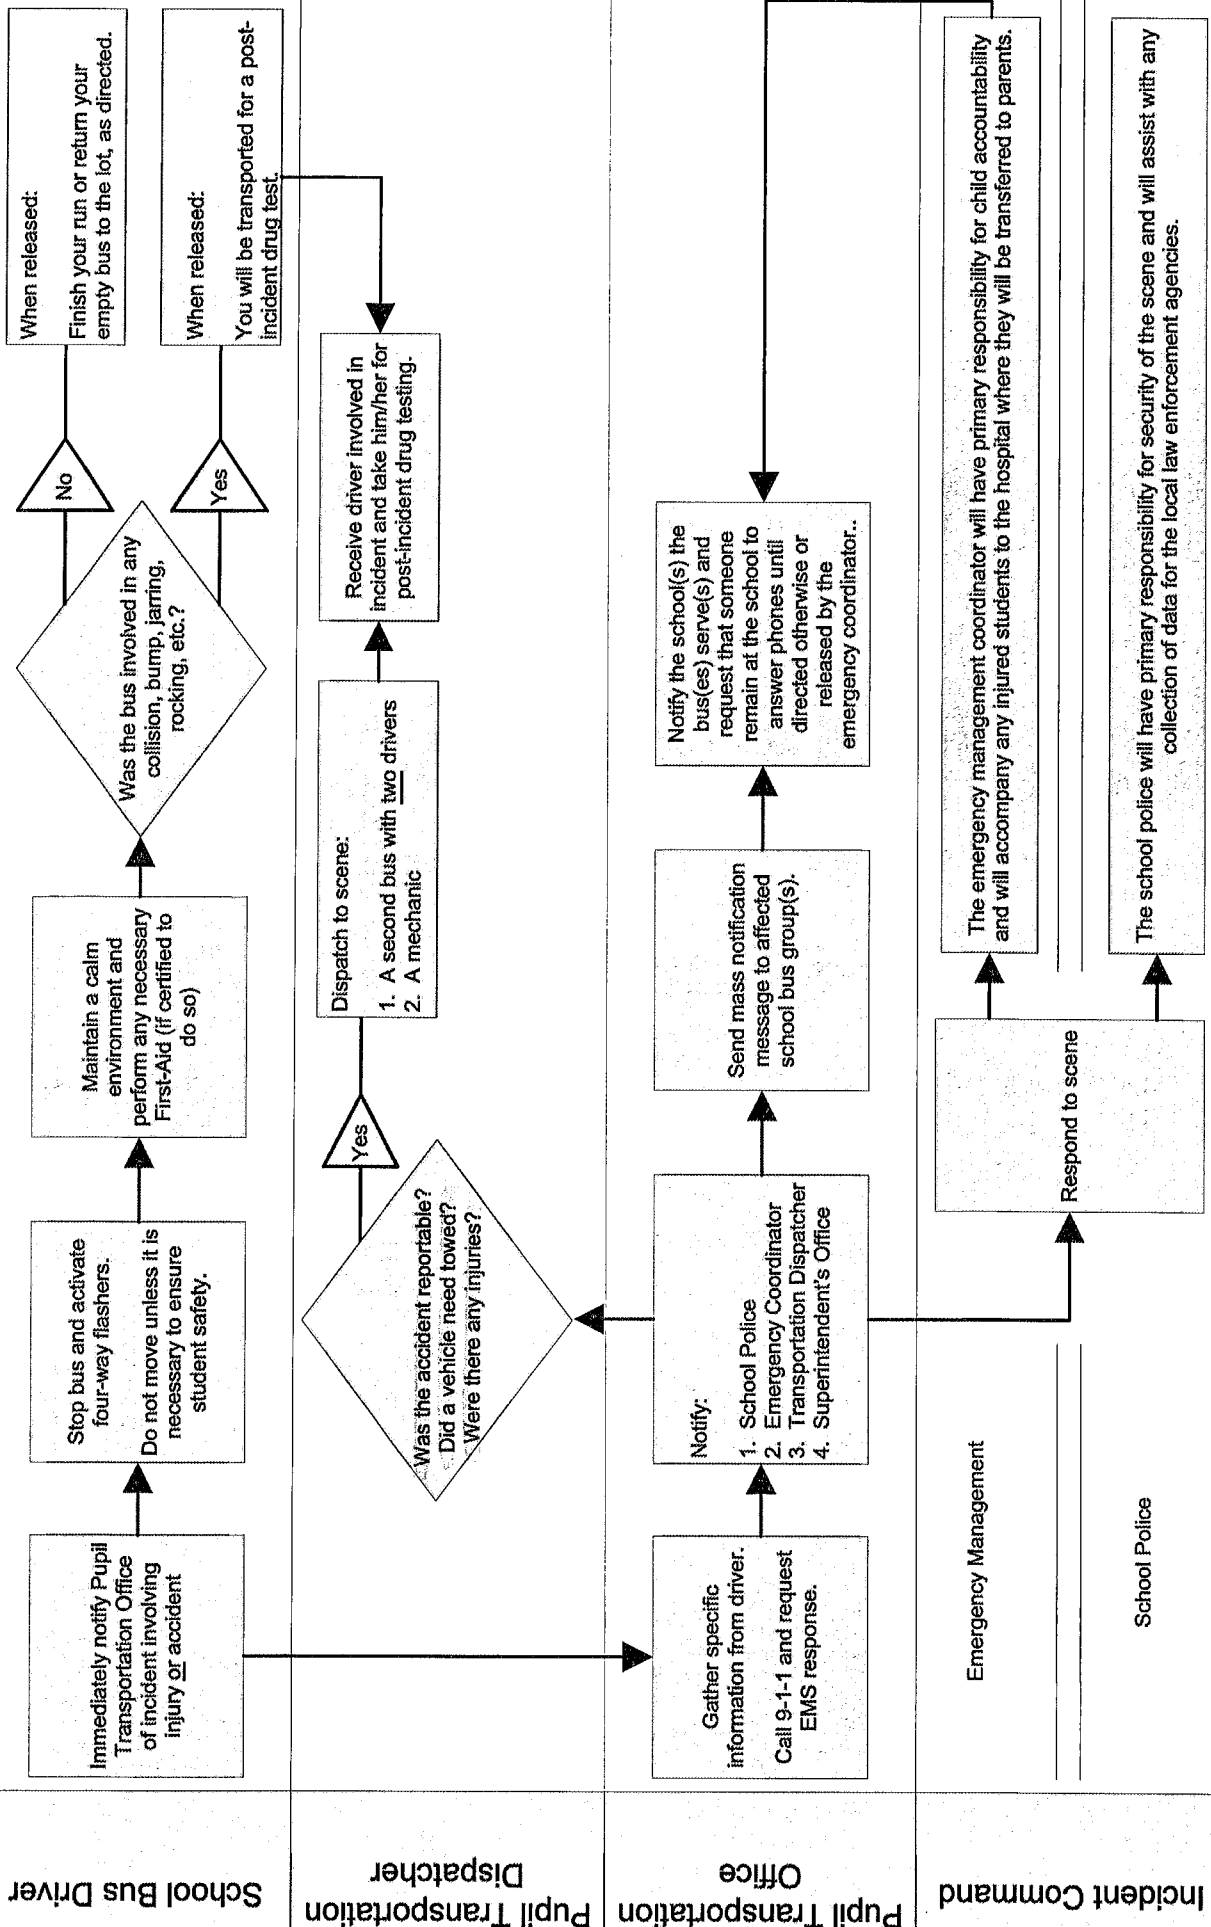 School Bus Driver
Immediately notify Pupil
Transportation Office
of incident involving
injury or accident
Stop bus and activate
four-way flashers.
Do not move unless it is
necessary to ensure
student safety.
Maintain a calm
environment and
perform any necessary
First-Aid (if certified to
do so)
Was the bus involved in any
collision, bump, jarring,
rocking, etc.?
No
When released:
Finish your run or return your
empty bus to the lot, as directed.
Yes
When released:
You will be transported for a post-
incident drug test.
Pupil Transportation
Dispatcher
Was the accident reportable?
Did a vehicle need towed?
Were there any injuries?
Yes
Dispatch to scene:
1. A second bus with two drivers
2. A mechanic
Receive driver involved in
incident and take him/her for
post-incident drug testing.
Pupil Transportation
Office
Gather specific
information from driver.
Call 9-1-1 and request
EMS response.
Notify:
1. School Police
2. Emergency Coordinator
3. Transportation Dispatcher
4. Superintendent's Office
Send mass notification
message to affected
school bus group(s).
Notify the school(s) the
bus(es) serve(s) and
request that someone
remain at the school to
answer phones until
directed otherwise or
released by the
emergency coordinator..
Incident Command
Emergency Management
School Police
Respond to scene
The emergency management coordinator will have primary responsibility for child accountability
and will accompany any injured students to the hospital where they will be transferred to parents.
The school police will have primary responsibility for security of the scene and will assist with any
collection of data for the local law enforcement agencies.